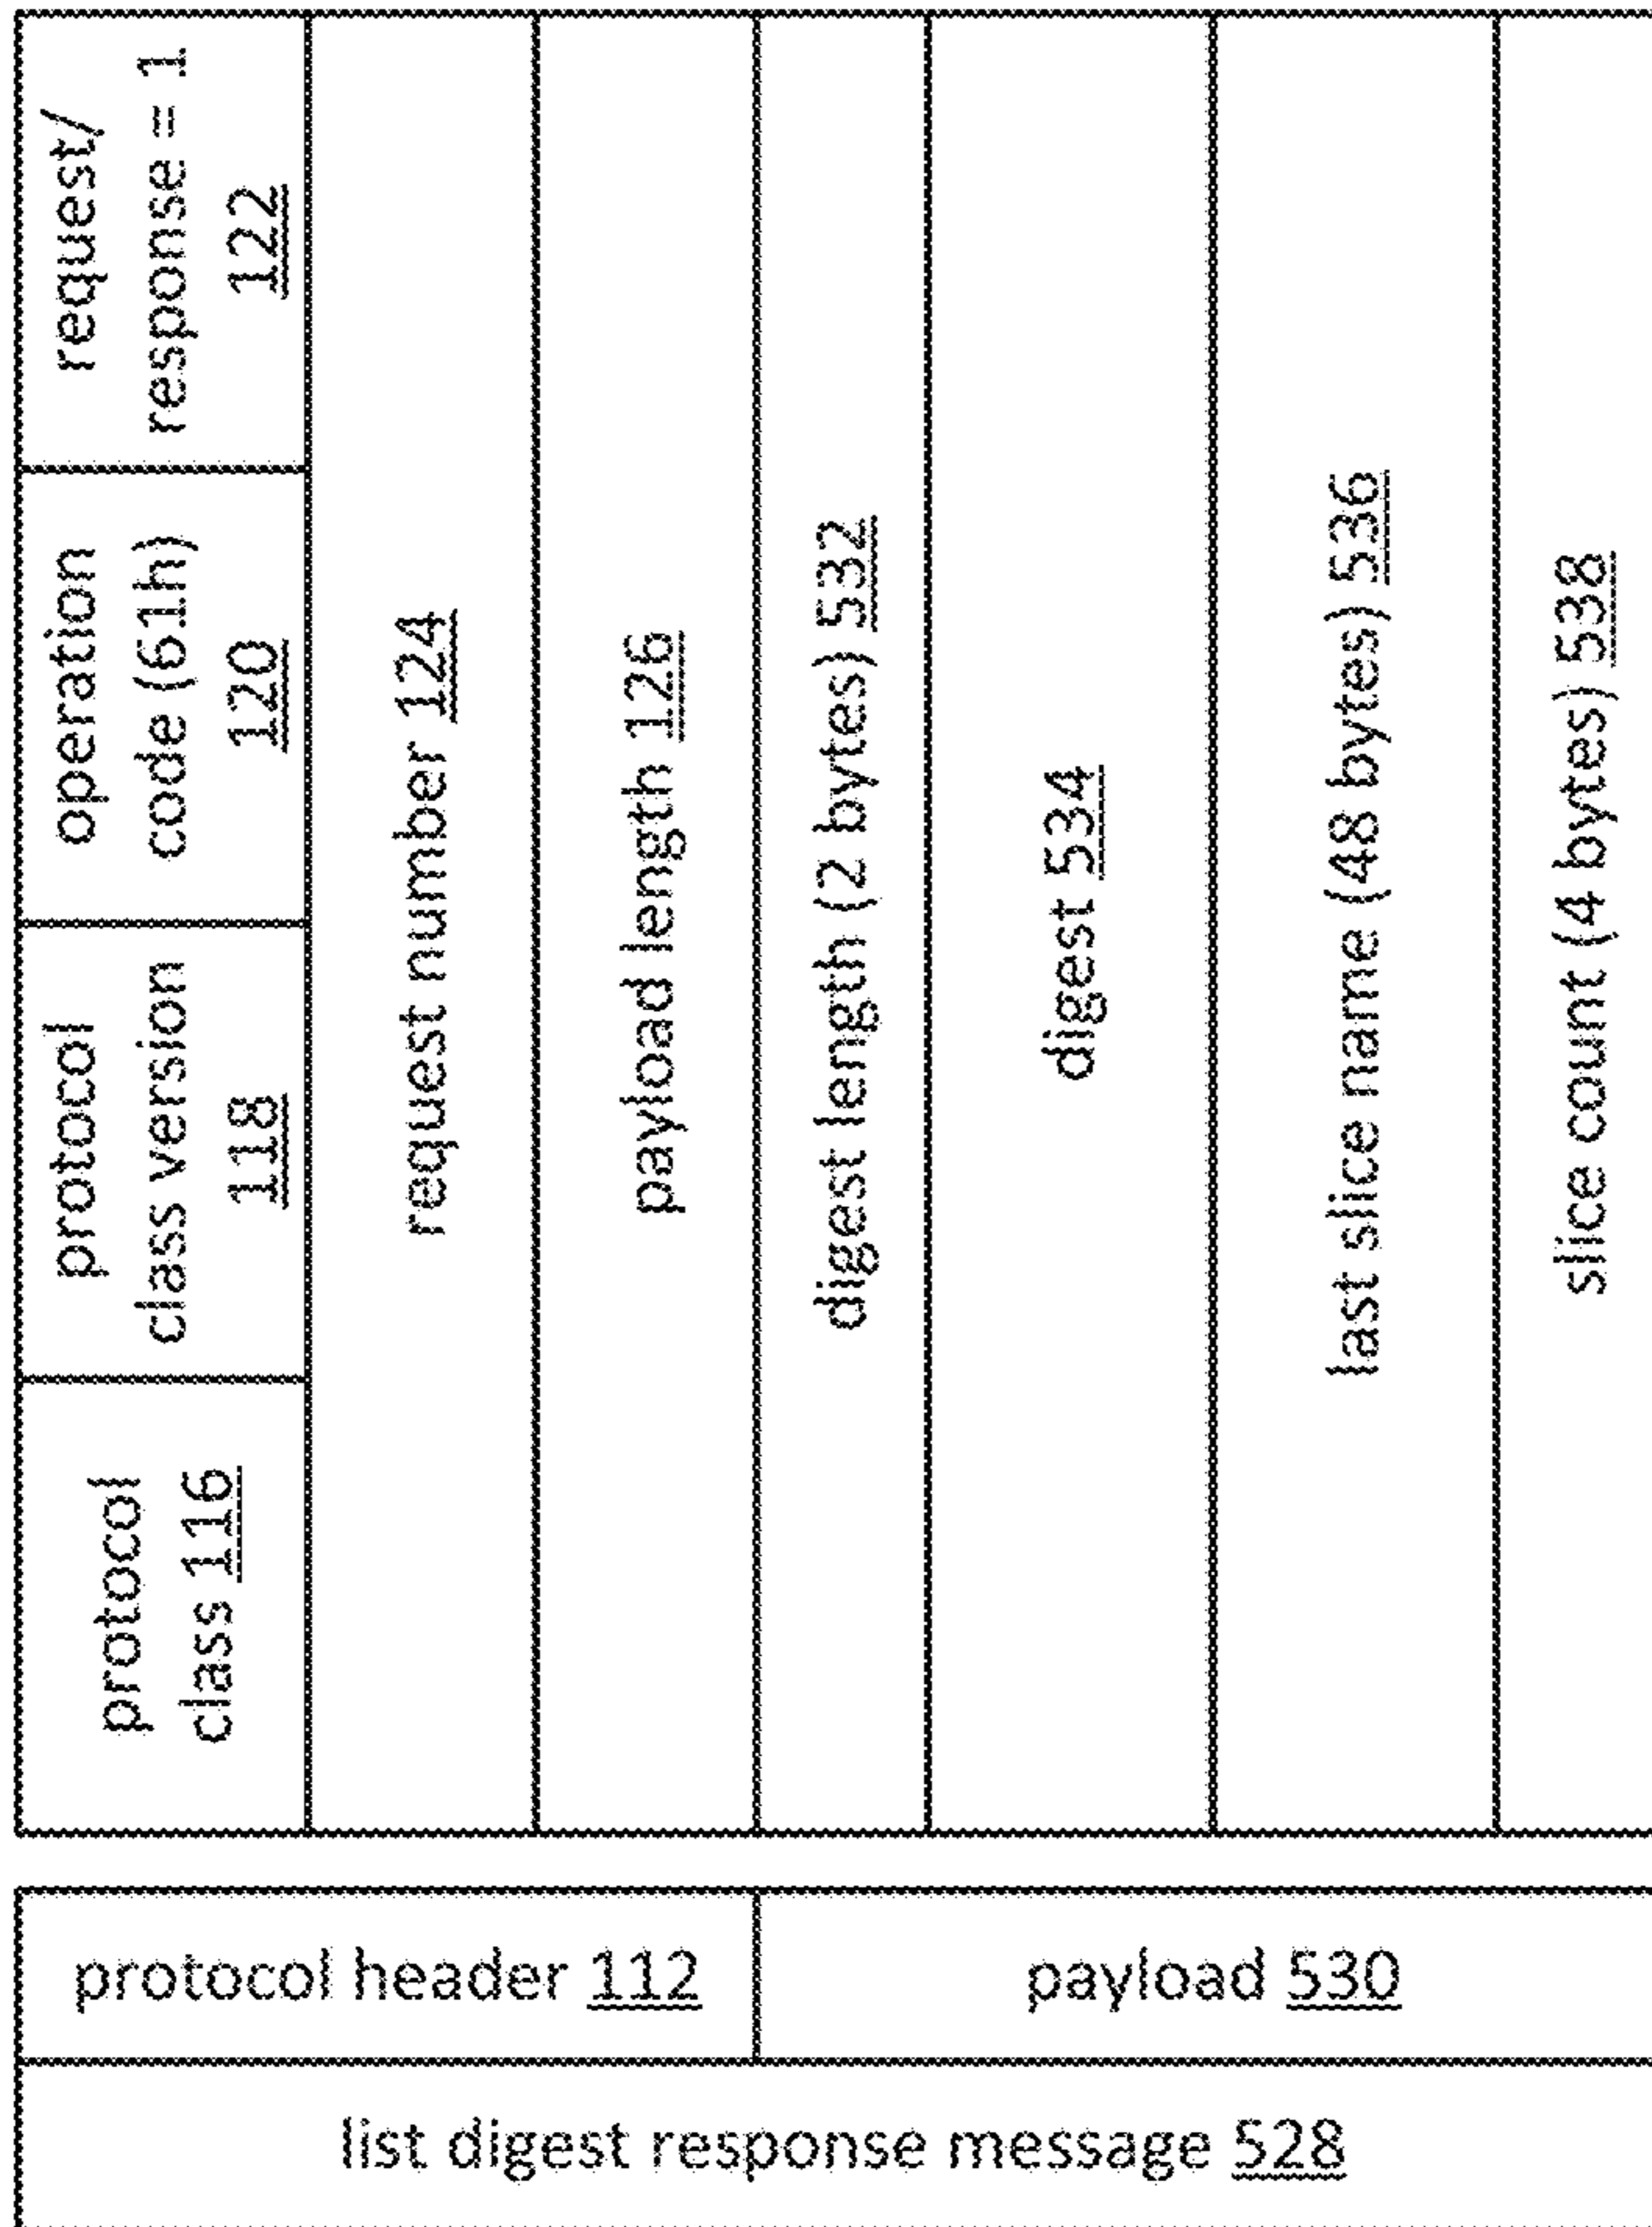 protocol
class 116
protocol
class version
118
operation
code (61h)
120
request/
response = 1
122
request number 124
payload length 126
digest length (2 bytes) 532
digest 534
last slice name (48 bytes) 536
slice count (4 bytes) 538
protocol header 112
payload 530
list digest response message 528